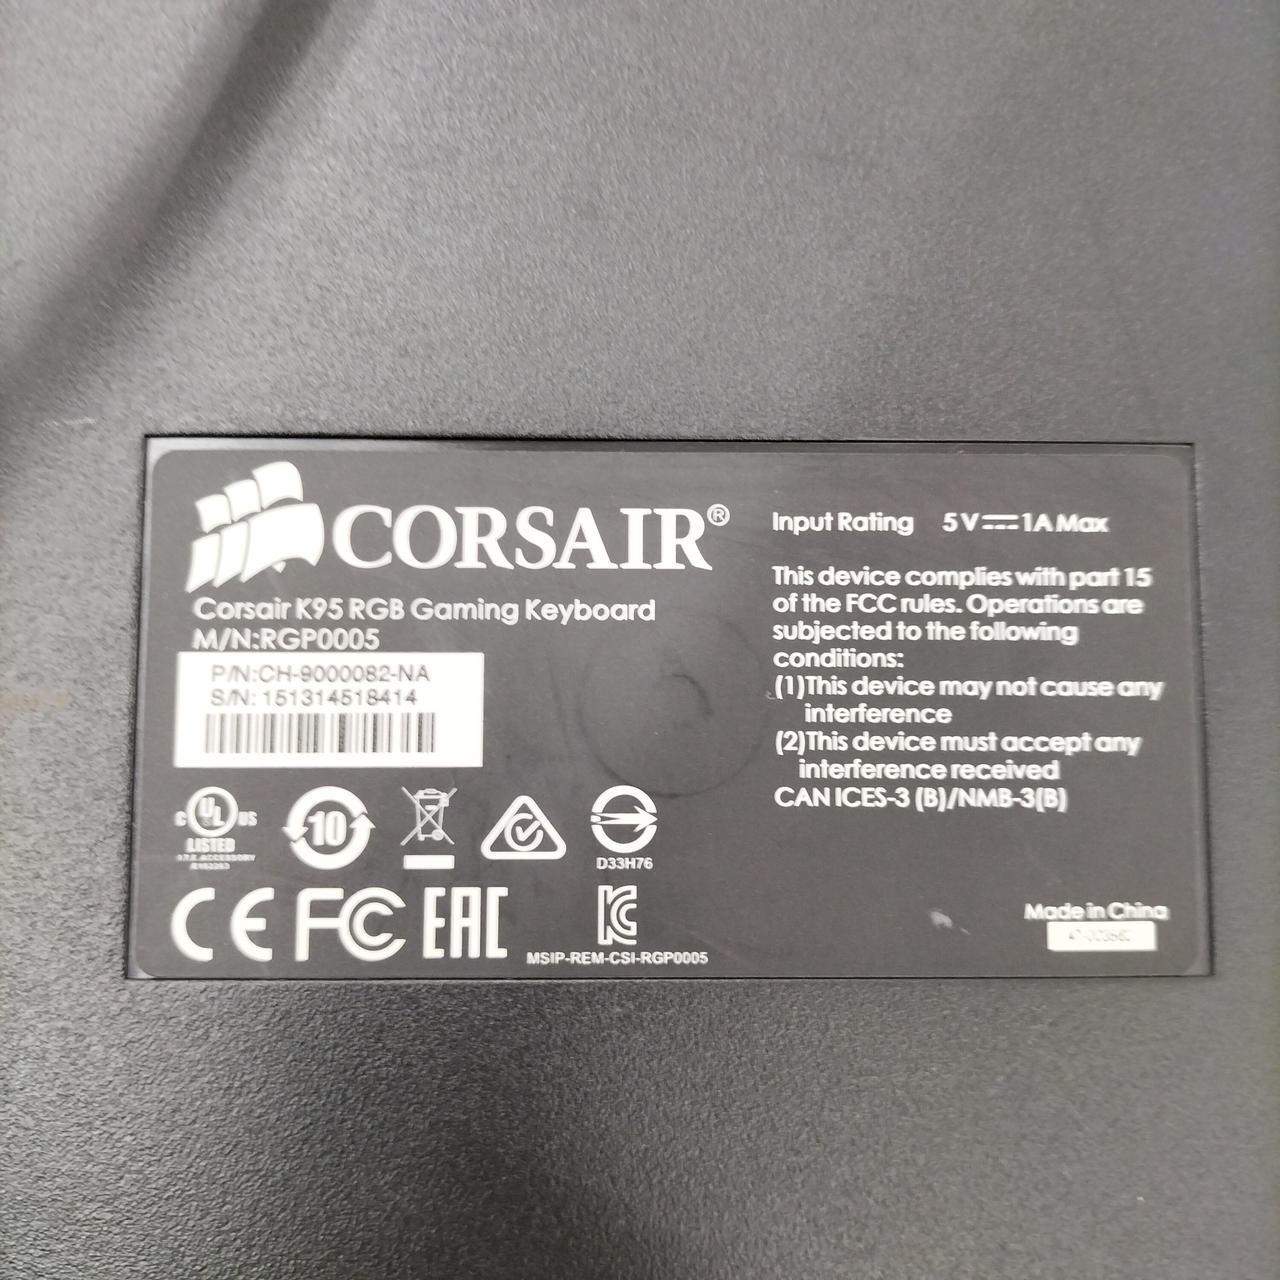 CORSAIR®
Corsair K95 RGB Gaming Keyboard
M/N:RGP0005
P/N:CH-9000082-NA
S/N: 151314518414
C UL US
LISTED
I.T.E. ACCESSORY
10
D33H76
CE FC EAC
MSIP-REM-CSI-RGP0005
Input Rating 5V⎓1A Max
This device complies with part 15
of the FCC rules. Operations are
subjected to the following
conditions:
(1)This device may not cause any
interference
(2)This device must accept any
interference received
CAN ICES-3 (B)/NMB-3(B)
Made in China